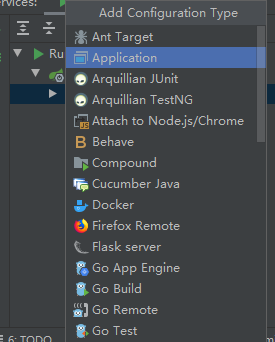 ervices:
Add Configuration Type
Ant Target
Ru
Application
Arquillian JUnit
Arquillian TestNG
Attach to Node.js/Chrome
Behave
Compound
Cucumber Java
Docker
Firefox Remote
Flask server
Go App Engine
Go Build
Go Remote
Go Test
6: TODO